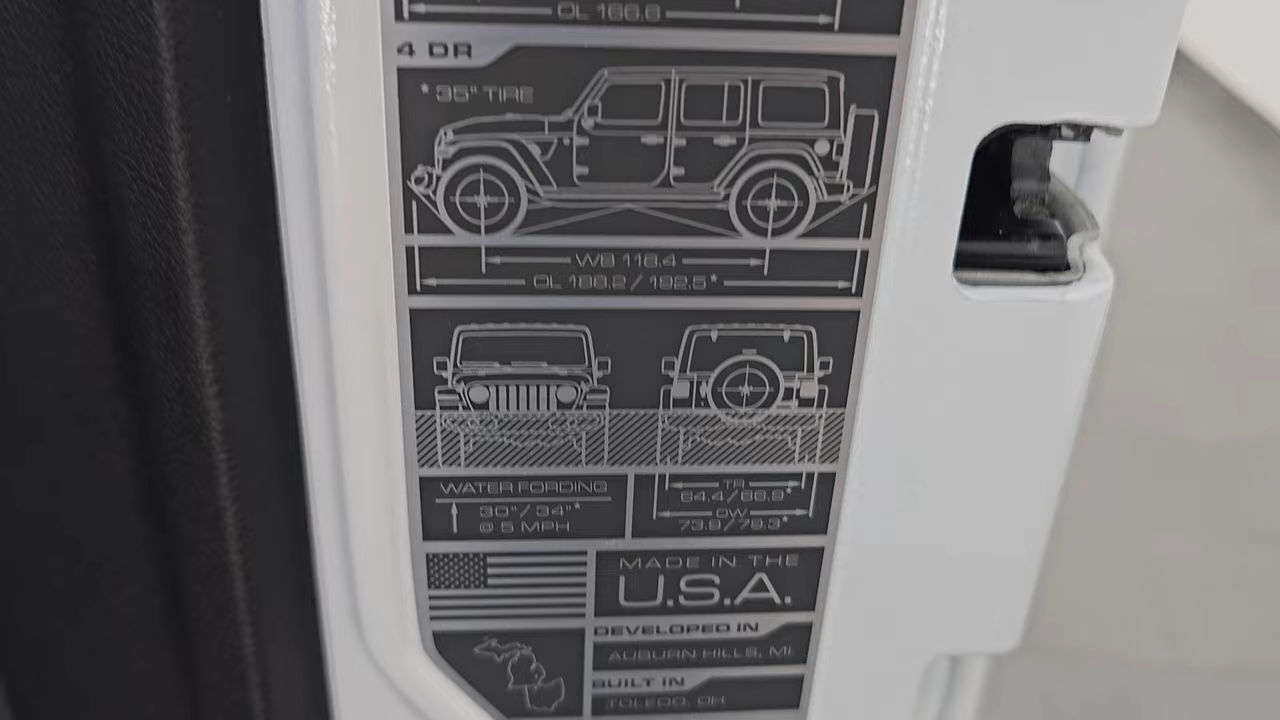 OL 166.8
4 DR
* 35" TIRE
WB 118.4
OL 188.2 / 192.5*
WATER FORDING
30" / 34"*
@ 5 MPH
TR
64.4 / 66.9*
OW
73.9 / 79.3*
MADE IN THE
U.S.A.
DEVELOPED IN
AUBURN HILLS, MI
BUILT IN
TOLEDO, OH